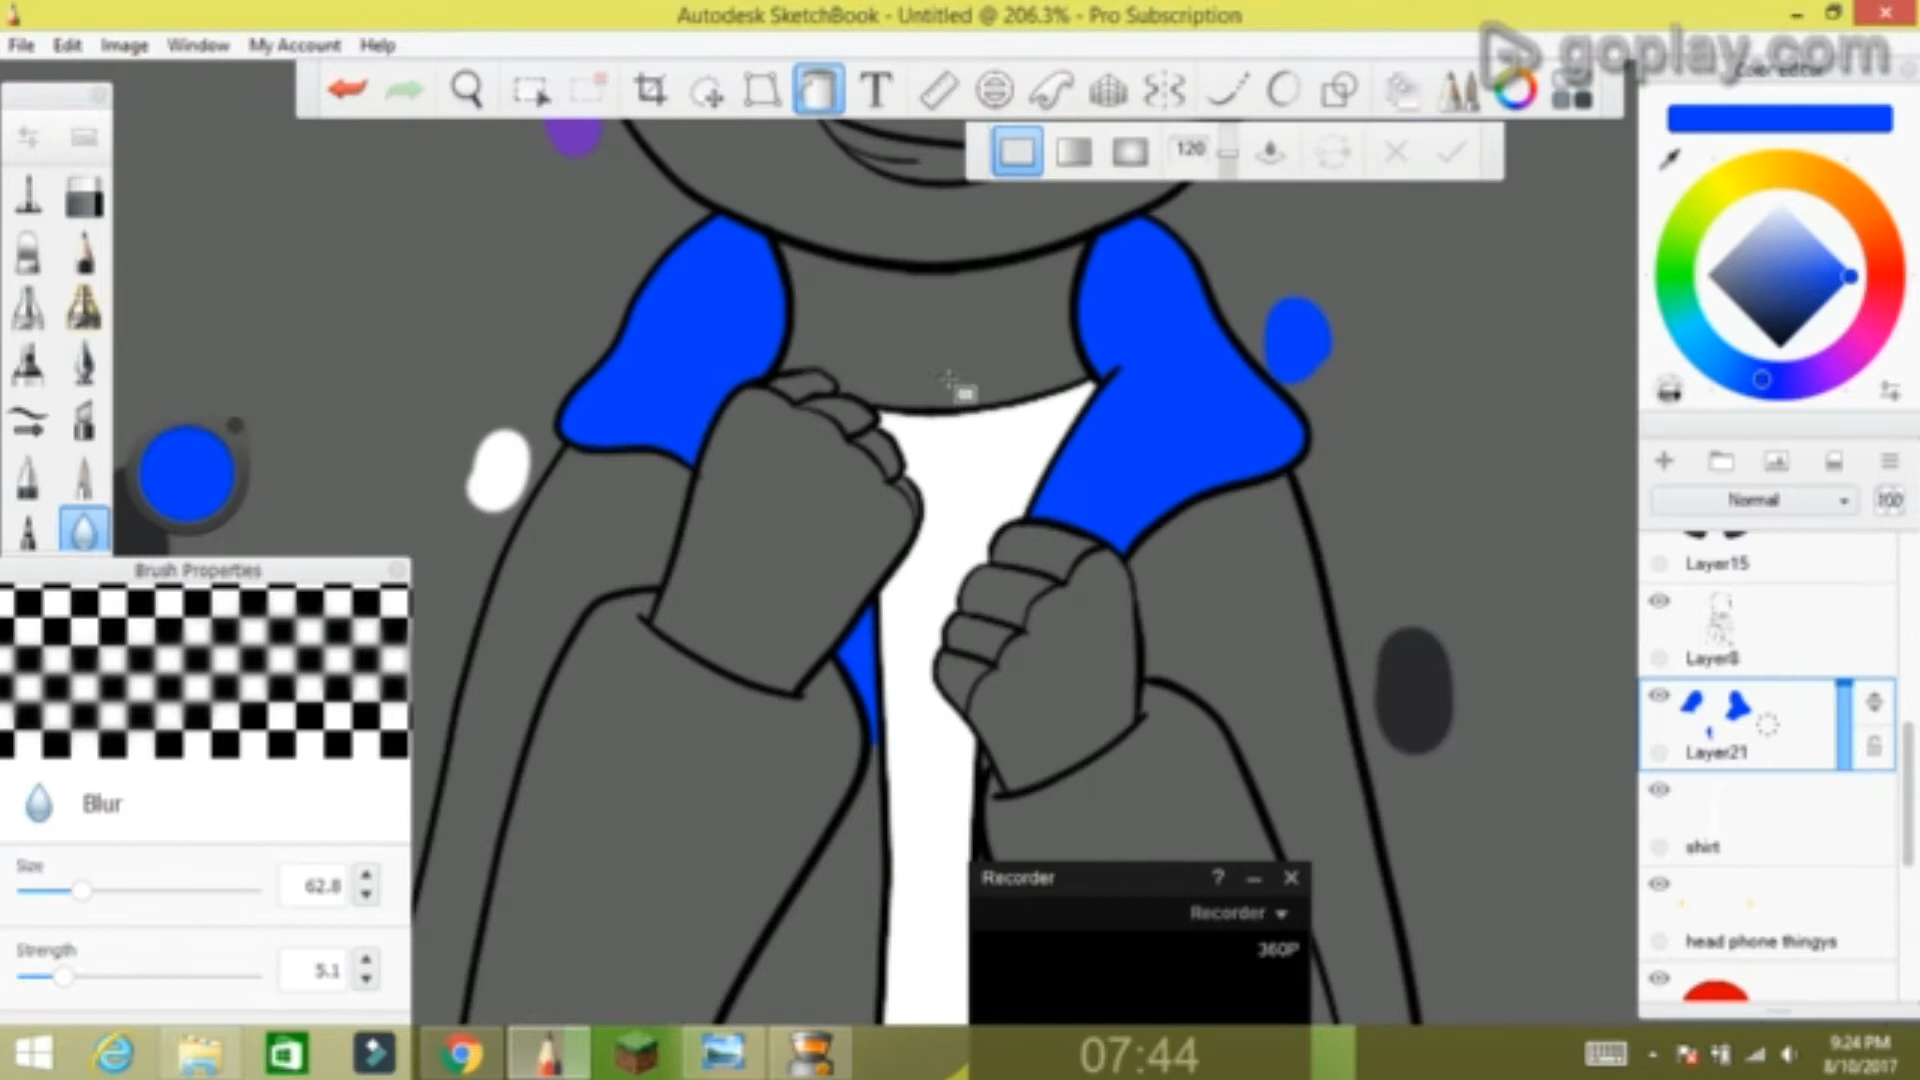 Autodesk SketchBook - Untitled @ 206.3% - Pro Subscription
File Edit Image Window My Account Help
goplay.com
Color Editor
T
120
Normal
100
Layer15
Layer8
Layer21
shirt
head phone thingys
Brush Properties
Blur
Size
62.8
Strength
5.1
Recorder ?
Recorder
360P
07:44
9:24 PM
8/10/2017